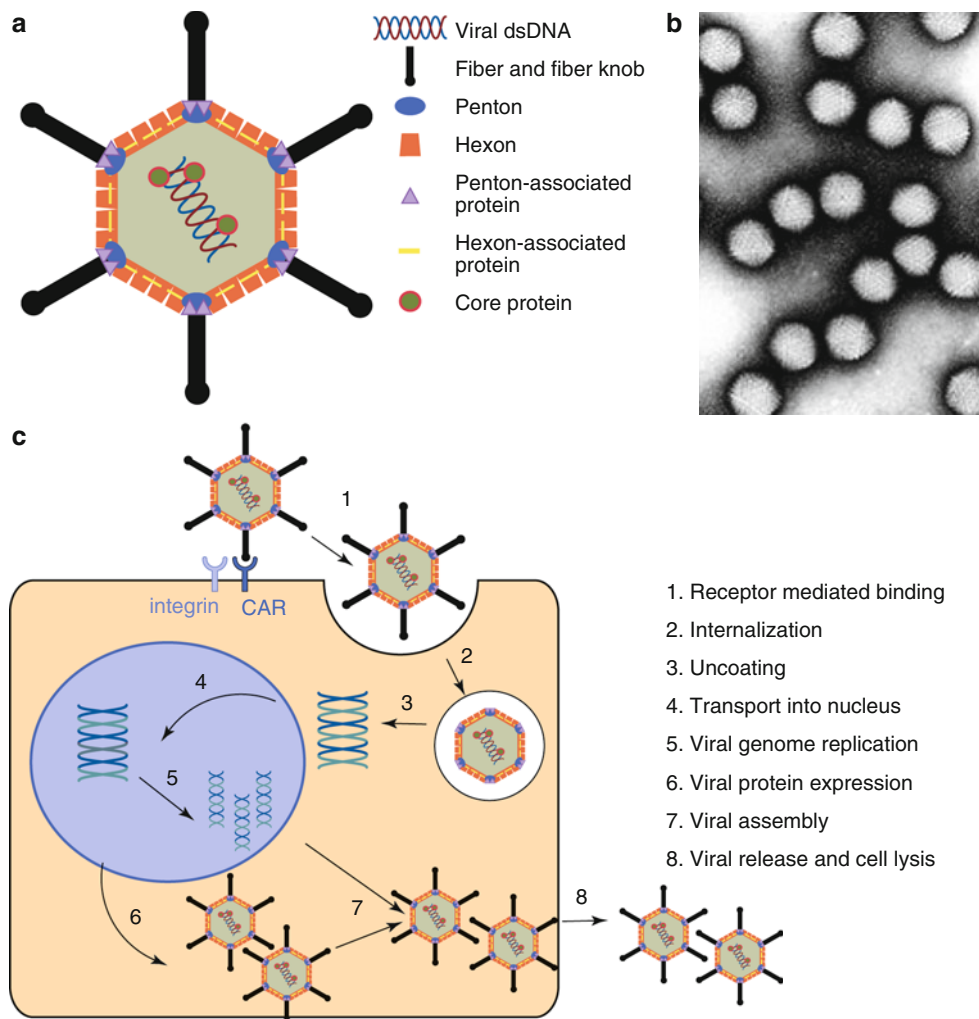 a
Viral dsDNA
Fiber and fiber knob
Penton
Hexon
Penton-associated
protein
Hexon-associated
protein
Core protein
b
c
1
integrin
CAR
2
3
4
5
6
7
8
1. Receptor mediated binding
2. Internalization
3. Uncoating
4. Transport into nucleus
5. Viral genome replication
6. Viral protein expression
7. Viral assembly
8. Viral release and cell lysis